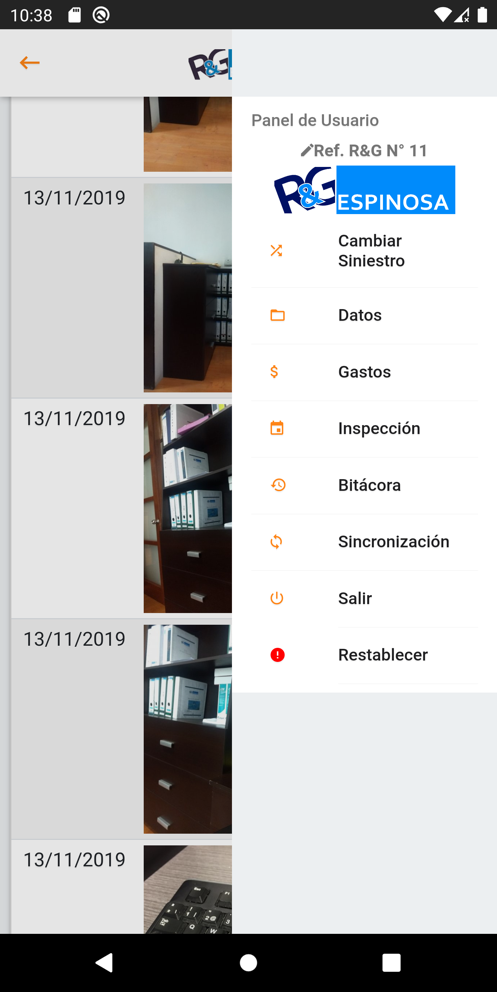 10:38
R&G
13/11/2019
13/11/2019
13/11/2019
13/11/2019
Panel de Usuario
Ref. R&G N° 11
R&G ESPINOSA
Cambiar
Siniestro
Datos
Gastos
Inspección
Bitácora
Sincronización
Salir
Restablecer